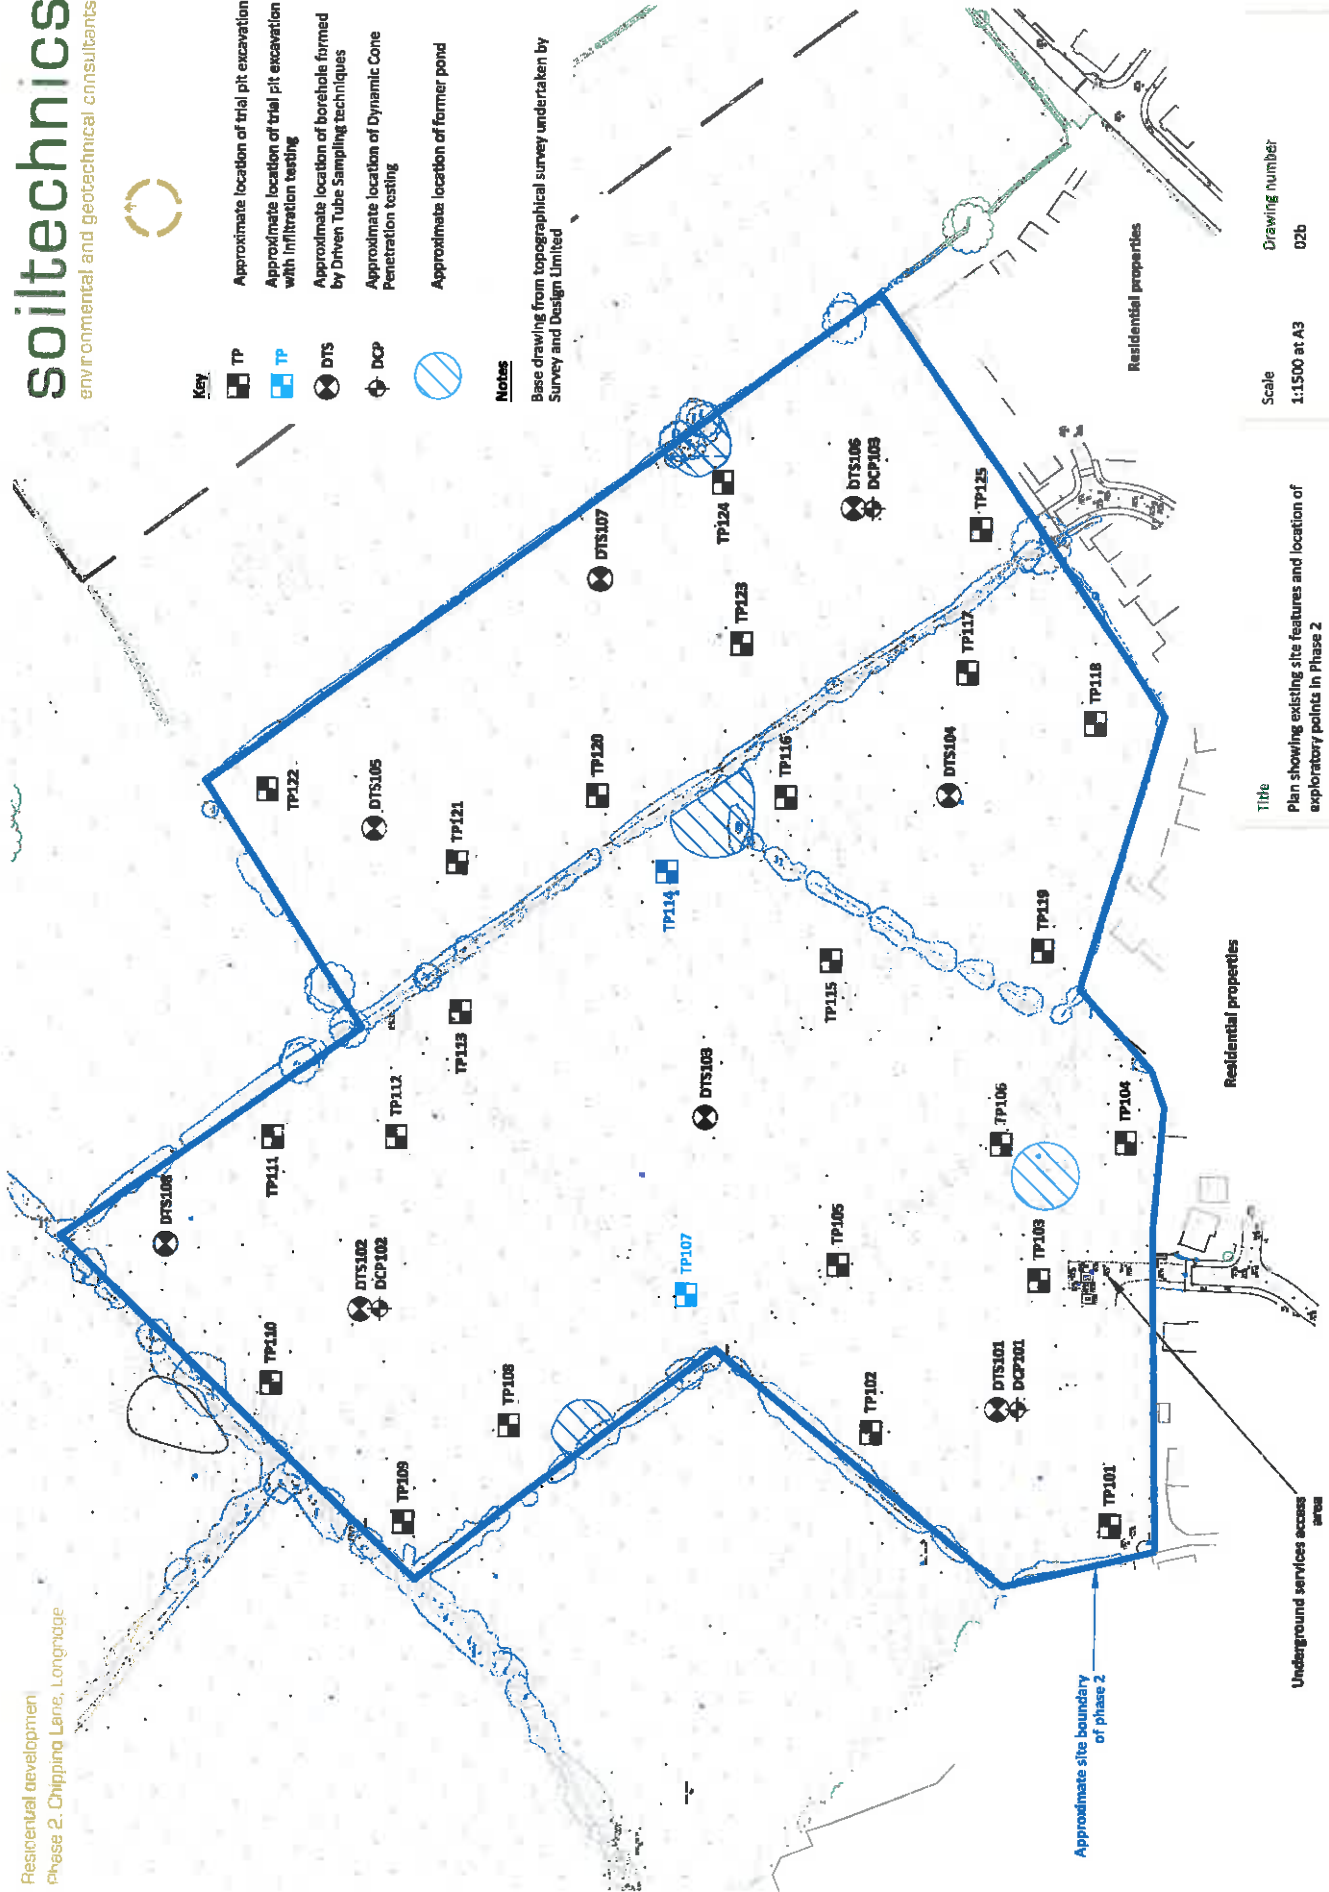 Residential developmen
Phase 2. Chipping Lane, Longridge
soiltechnics
environmental and geotechnical consultants
Key
TP
Approximate location of trial pit excavation
TP
Approximate location of trial pit excavation
with infiltration testing
DTS
Approximate location of borehole formed
by Driven Tube Sampling techniques
DCP
Approximate location of Dynamic Cone
Penetration testing
Approximate location of former pond
Notes
Base drawing from topographical survey undertaken by
Survey and Design Limited
DTS108
TP111
TP122
TP110
DTS102
DCP102
TP112
DTS105
TP109
TP113
TP121
TP108
DTS107
TP120
TP114
TP107
DTS103
TP124
TP123
TP116
TP105
TP115
DTS106
DCP103
TP102
DTS104
TP117
TP125
DTS101
DCP101
TP106
TP103
TP119
TP118
TP101
TP104
Approximate site boundary
of phase 2
Residential properties
Residential properties
Underground services access
area
Title
Plan showing existing site features and location of
exploratory points in Phase 2
Scale
1:1500 at A3
Drawing number
02b